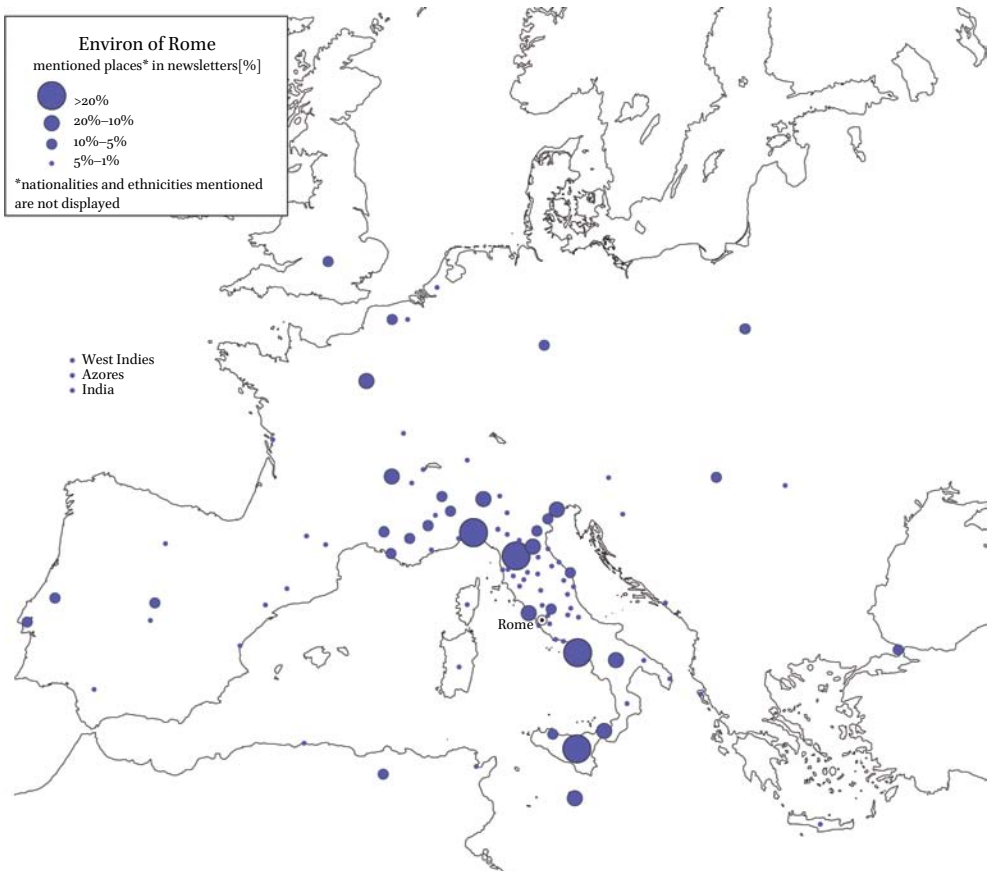 Environ of Rome
mentioned places* in newsletters[%]
>20%
20%–10%
10%–5%
5%–1%
*nationalities and ethnicities mentioned
are not displayed
West Indies
Azores
India
Rome